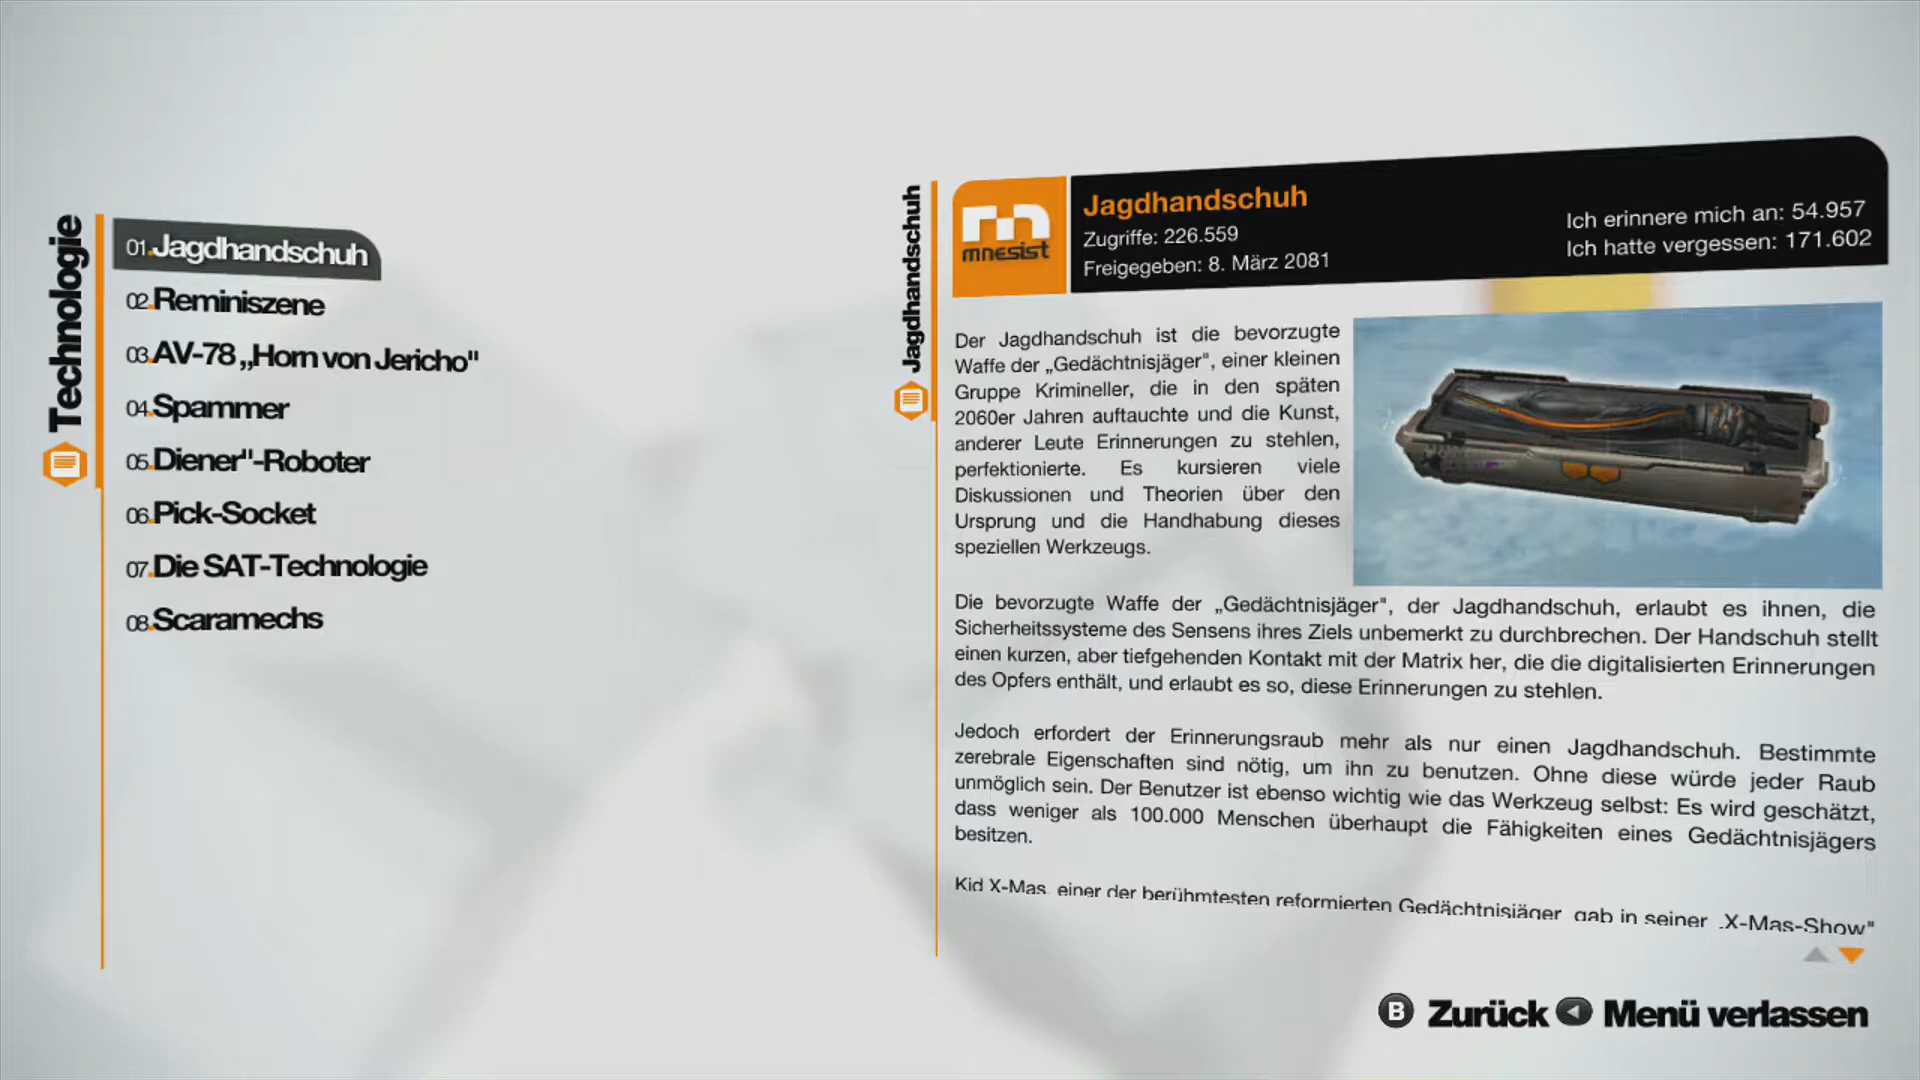 Technologie
01.Jagdhandschuh
02.Reminiszene
03.AV-78 „Horn von Jericho"
04.Spammer
05.Diener"-Roboter
06.Pick-Socket
07.Die SAT-Technologie
08.Scaramechs
Jagdhandschuh
mnesist
Jagdhandschuh
Zugriffe: 226.559
Freigegeben: 8. März 2081
Ich erinnere mich an: 54.957
Ich hatte vergessen: 171.602
Der Jagdhandschuh ist die bevorzugte
Waffe der „Gedächtnisjäger", einer kleinen
Gruppe Krimineller, die in den späten
2060er Jahren auftauchte und die Kunst,
anderer Leute Erinnerungen zu stehlen,
perfektionierte. Es kursieren viele
Diskussionen und Theorien über den
Ursprung und die Handhabung dieses
speziellen Werkzeugs.
Die bevorzugte Waffe der „Gedächtnisjäger", der Jagdhandschuh, erlaubt es ihnen, die
Sicherheitssysteme des Sensens ihres Ziels unbemerkt zu durchbrechen. Der Handschuh stellt
einen kurzen, aber tiefgehenden Kontakt mit der Matrix her, die die digitalisierten Erinnerungen
des Opfers enthält, und erlaubt es so, diese Erinnerungen zu stehlen.
Jedoch erfordert der Erinnerungsraub mehr als nur einen Jagdhandschuh. Bestimmte
zerebrale Eigenschaften sind nötig, um ihn zu benutzen. Ohne diese würde jeder Raub
unmöglich sein. Der Benutzer ist ebenso wichtig wie das Werkzeug selbst: Es wird geschätzt,
dass weniger als 100.000 Menschen überhaupt die Fähigkeiten eines Gedächtnisjägers
besitzen.
Kid X-Mas, einer der berühmtesten reformierten Gedächtnisjäger, gab in seiner „X-Mas-Show"
B Zurück Menü verlassen